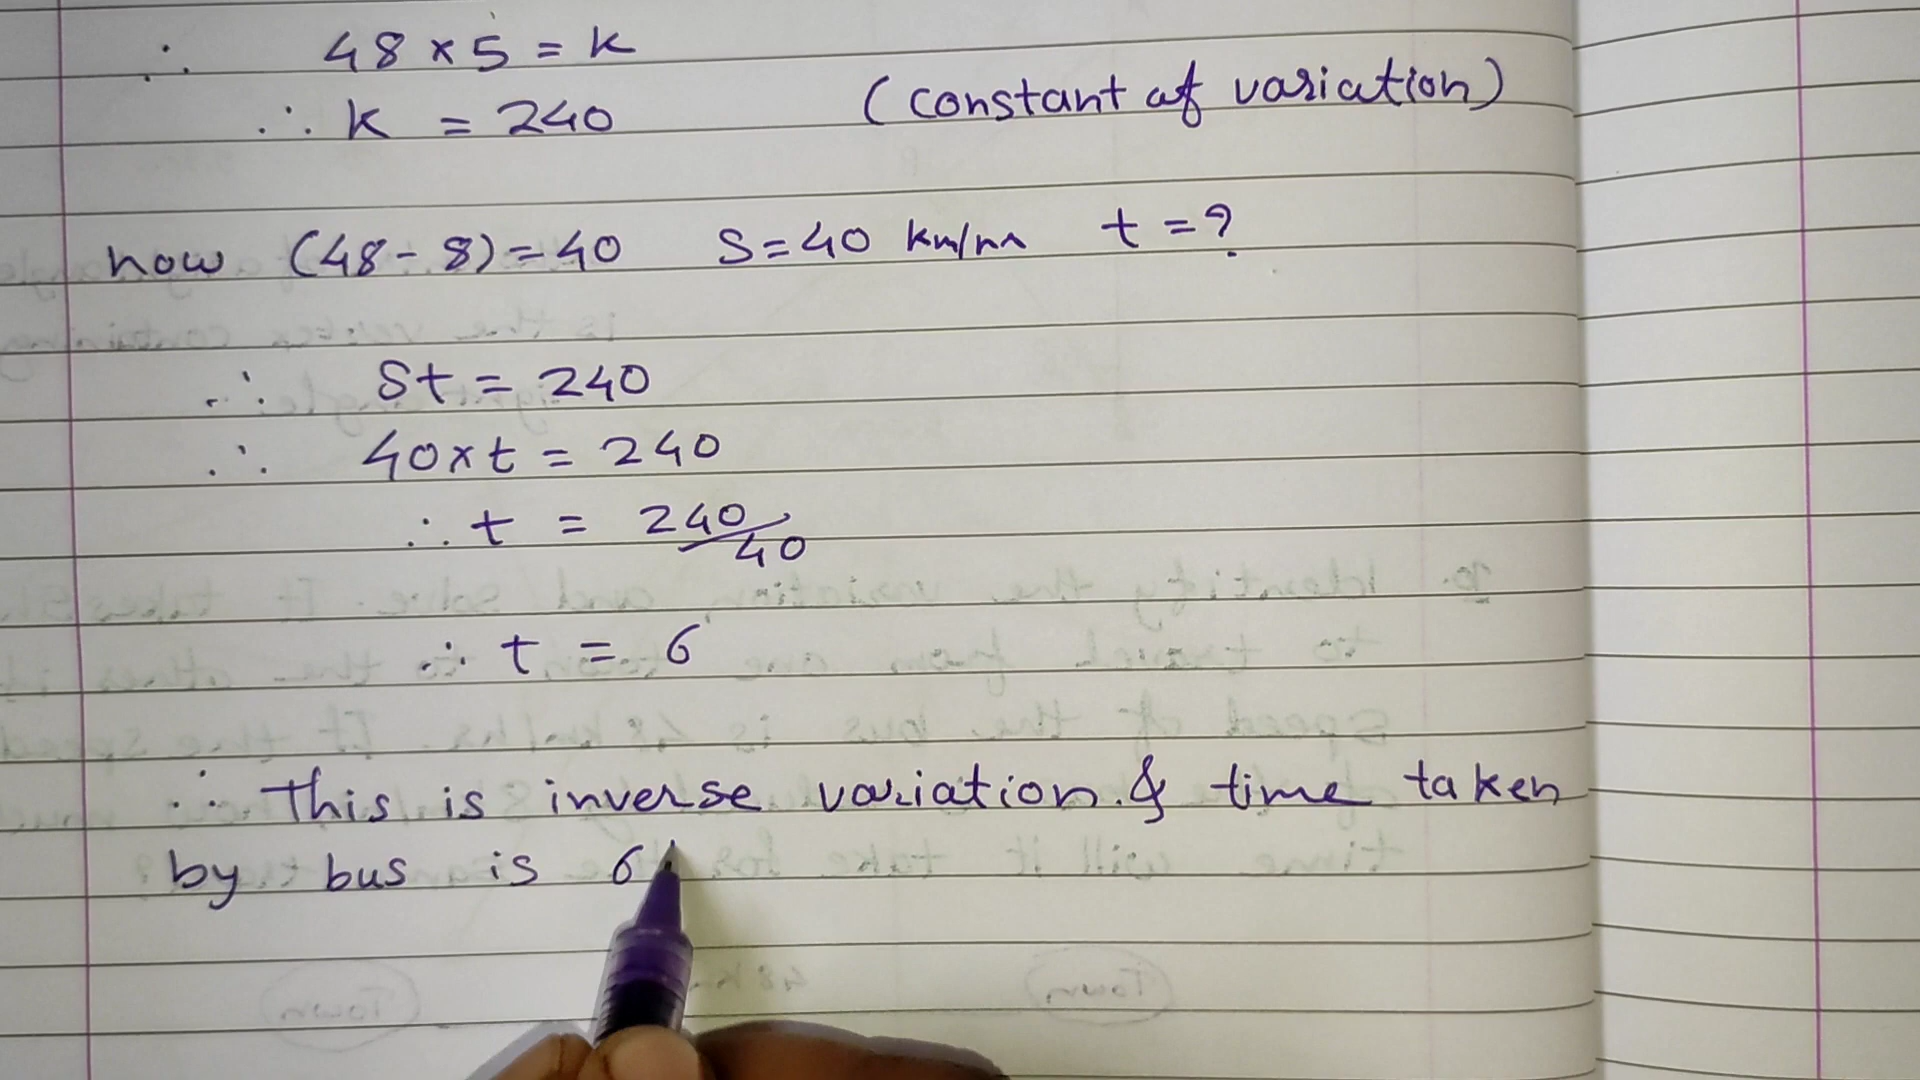 ∴ 48 × 5 = k
∴ k = 240 (constant of variation)
now (48 - 8) = 40 S = 40 km/hr t = ?
∴ St = 240
∴ 40 × t = 240
∴ t = 240/40
∴ t = 6
∴ This is inverse variation & time taken
by bus is 6